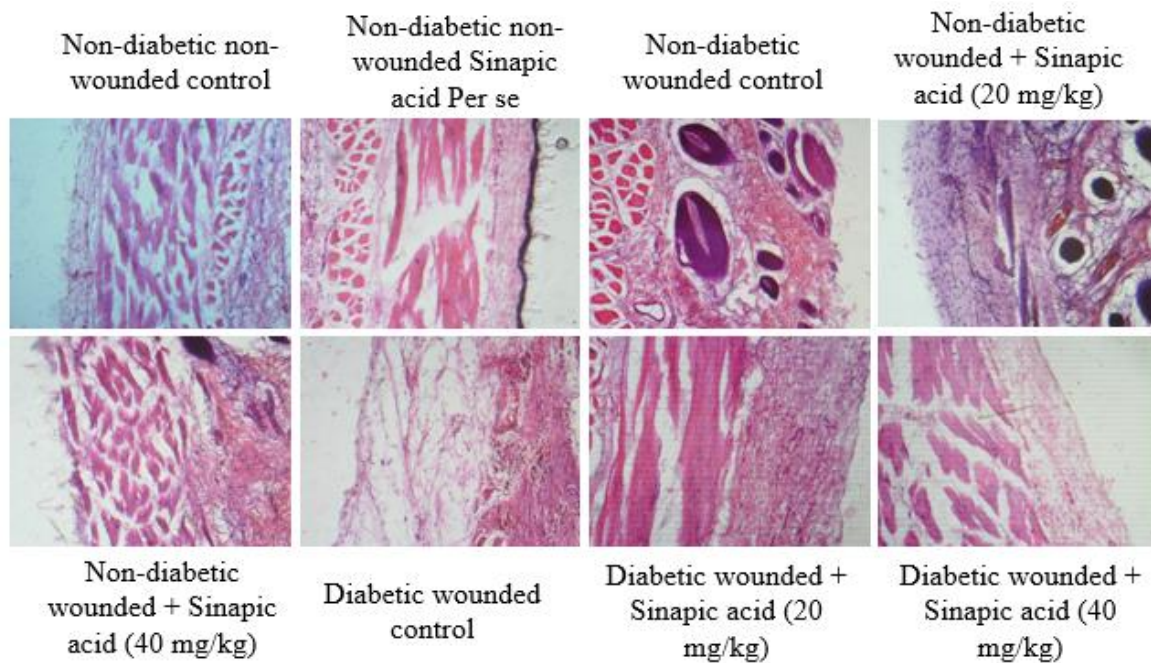 Non-diabetic non-
wounded control
Non-diabetic non-
wounded Sinapic
acid Per se
Non-diabetic
wounded control
Non-diabetic
wounded + Sinapic
acid (20 mg/kg)
Non-diabetic
wounded + Sinapic
acid (40 mg/kg)
Diabetic wounded
control
Diabetic wounded +
Sinapic acid (20
mg/kg)
Diabetic wounded +
Sinapic acid (40
mg/kg)